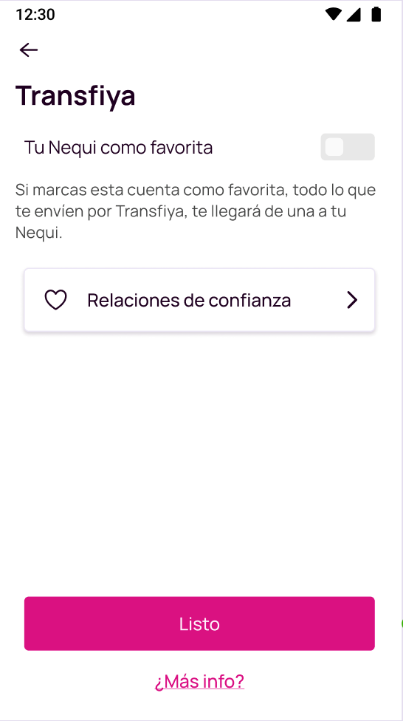 12:30
Transfiya
Tu Nequi como favorita
Si marcas esta cuenta como favorita, todo lo que
te envíen por Transfiya, te llegará de una a tu
Nequi.
Relaciones de confianza
Listo
¿Más info?